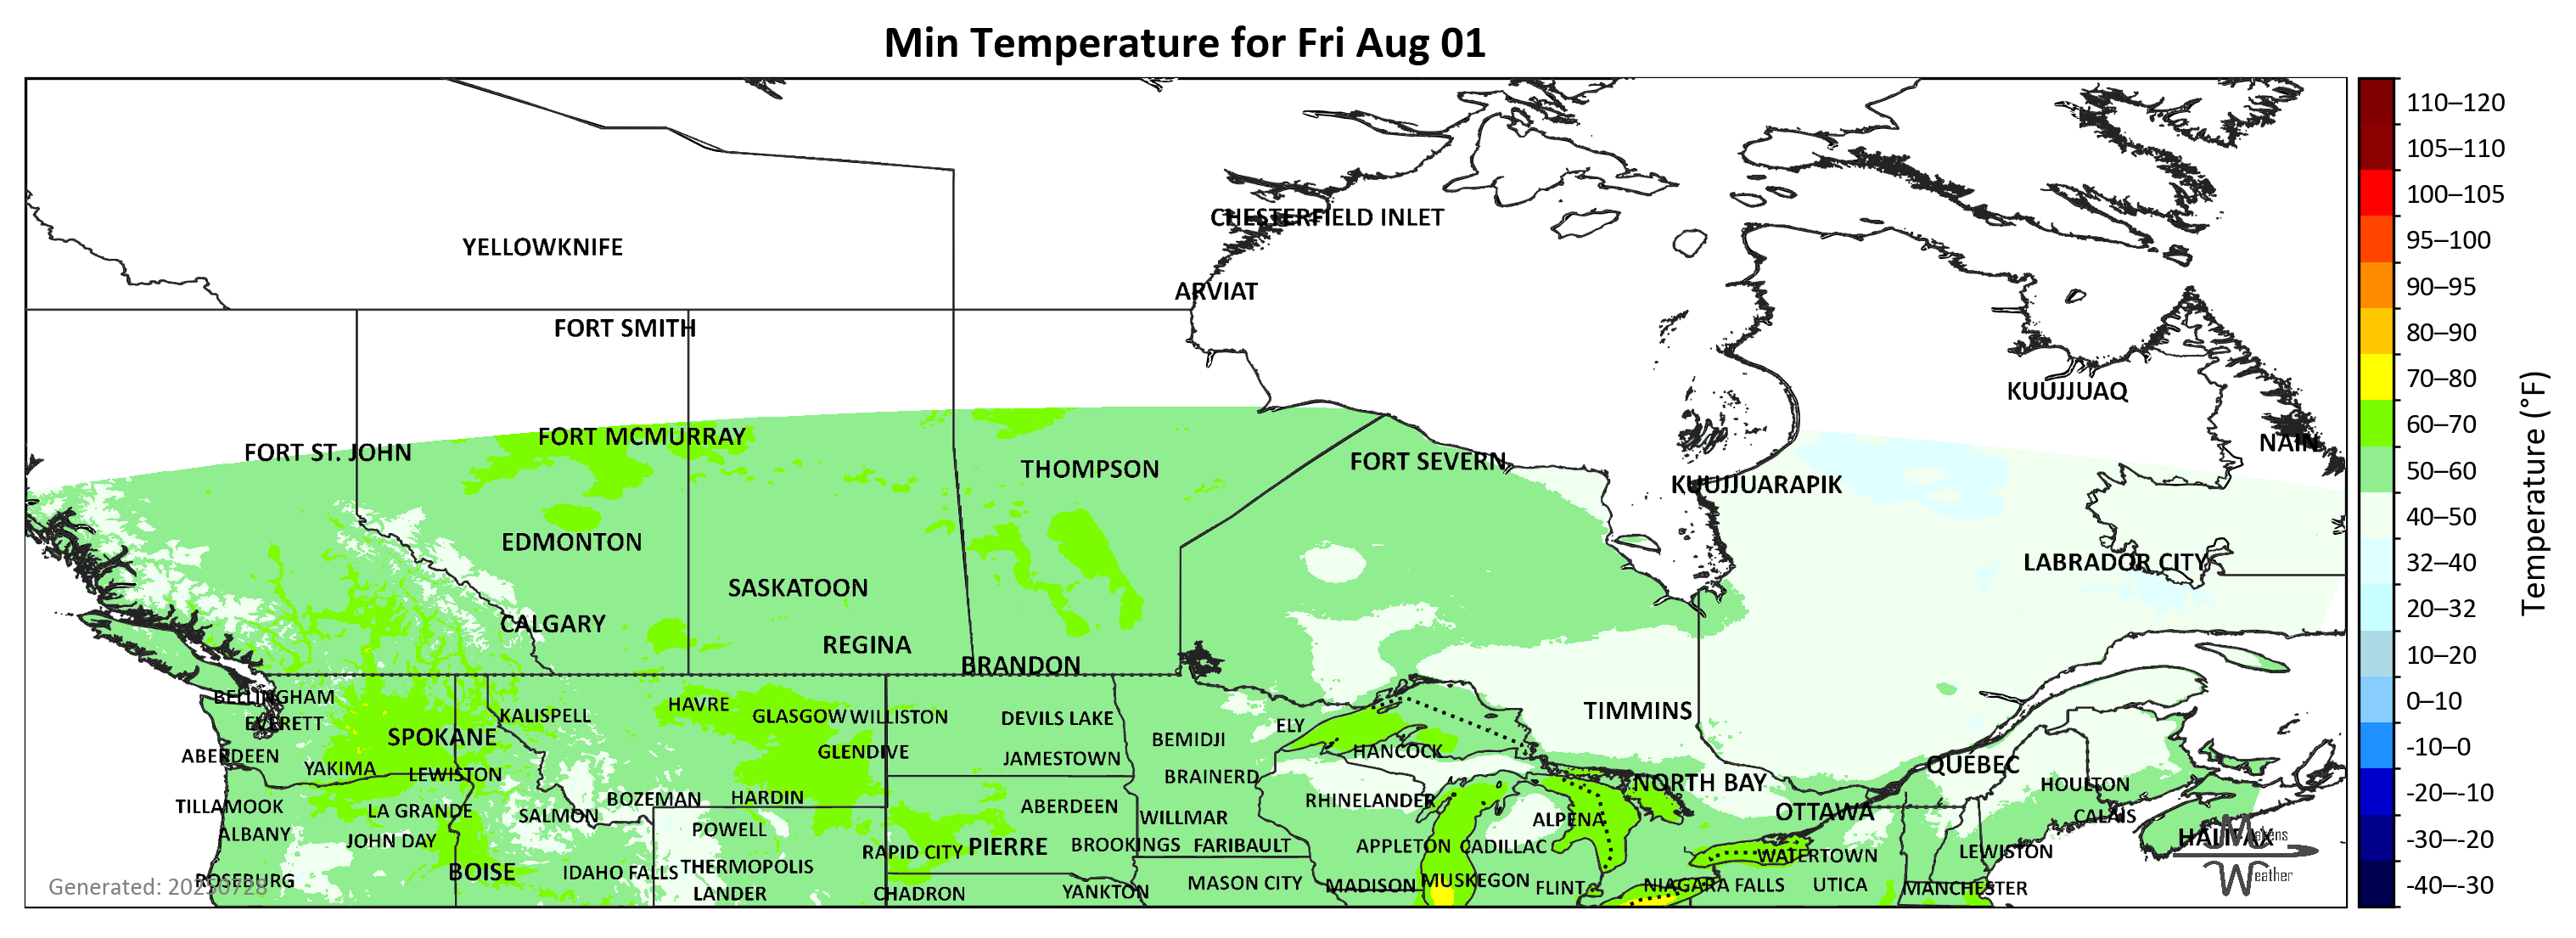 Min Temperature for Fri Aug 01
110–120
105–110
100–105
95–100
90–95
80–90
70–80
60–70
50–60
40–50
32–40
20–32
10–20
0–10
-10–0
-20–-10
-30–-20
-40–-30
Temperature (°F)
CHESTERFIELD INLET
YELLOWKNIFE
ARVIAT
FORT SMITH
KUUJJUAQ
FORT MCMURRAY
NAIN
FORT ST. JOHN
FORT SEVERN
THOMPSON
KUUJJUARAPIK
EDMONTON
LABRADOR CITY
SASKATOON
CALGARY
REGINA
BRANDON
BELLINGHAM
HAVRE
TIMMINS
KALISPELL
GLASGOW
WILLISTON
DEVILS LAKE
EVERETT
ELY
SPOKANE
BEMIDJI
GLENDIVE
HANCOCK
ABERDEEN
JAMESTOWN
QUÉBEC
YAKIMA
LEWISTON
BRAINERD
NORTH BAY
HOULTON
BOZEMAN
HARDIN
RHINELANDER
TILLAMOOK
ABERDEEN
LA GRANDE
SALMON
WILLMAR
ALPENA
OTTAWA
CALAIS
POWELL
ALBANY
JOHN DAY
HALIFAX
PIERRE
BROOKINGS
FARIBAULT
APPLETON
CADILLAC
RAPID CITY
WATERTOWN
LEWISTON
THERMOPOLIS
BOISE
IDAHO FALLS
ROSEBURG
MASON CITY
MADISON
MUSKEGON
FLINT
NIAGARA FALLS
UTICA
MANCHESTER
LANDER
CHADRON
YANKTON
Generated: 20250728
Makens
Weather